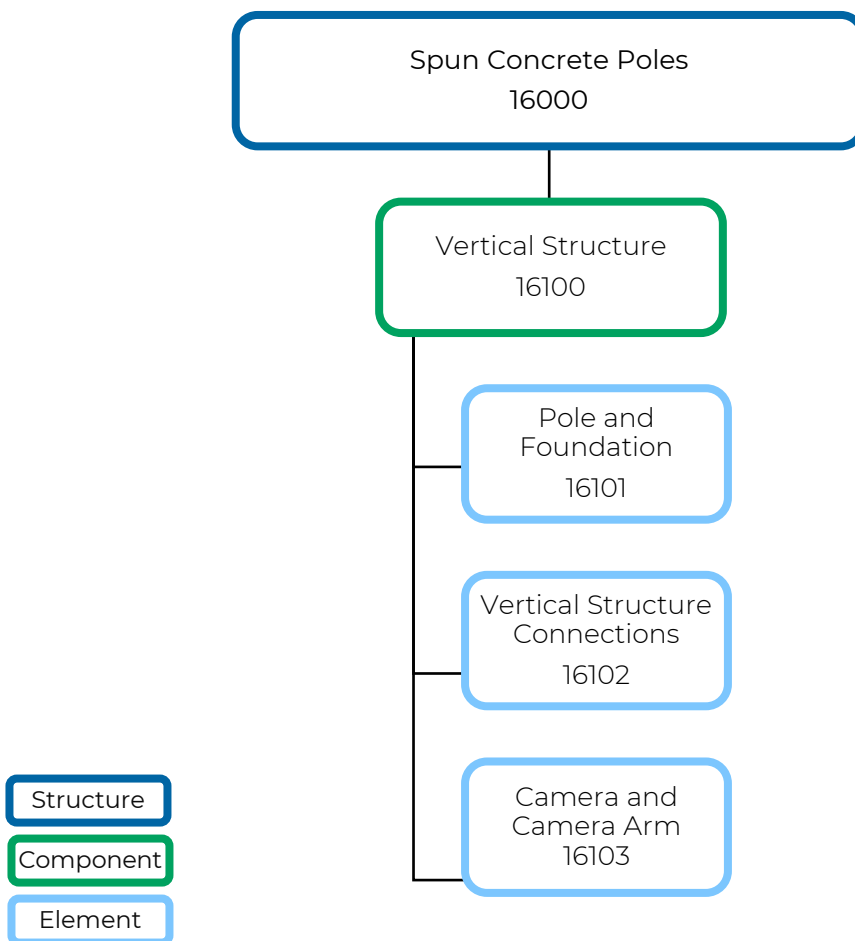 Spun Concrete Poles
16000
Vertical Structure
16100
Pole and
Foundation
16101
Vertical Structure
Connections
16102
Camera and
Camera Arm
16103
Structure
Component
Element